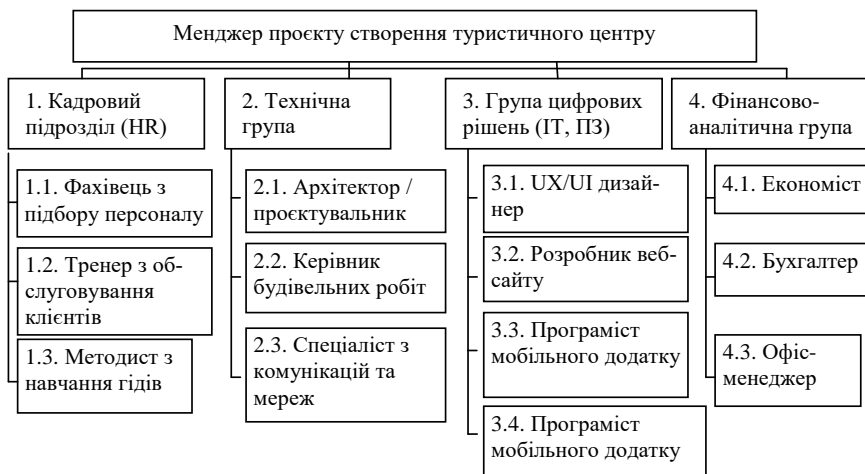 Менджер проєкту створення туристичного центру
1. Кадровий
підрозділ (HR)
1.1. Фахівець з
підбору персоналу
1.2. Тренер з об-
слуговування
клієнтів
1.3. Методист з
навчання гідів
2. Технічна
група
2.1. Архітектор /
проєктувальник
2.2. Керівник
будівельних робіт
2.3. Спеціаліст з
комунікацій та
мереж
3. Група цифрових
рішень (ІТ, ПЗ)
3.1. UX/UI дизай-
нер
3.2. Розробник веб-
сайту
3.3. Програміст
мобільного додатку
3.4. Програміст
мобільного додатку
4. Фінансово-
аналітична група
4.1. Економіст
4.2. Бухгалтер
4.3. Офіс-
менеджер